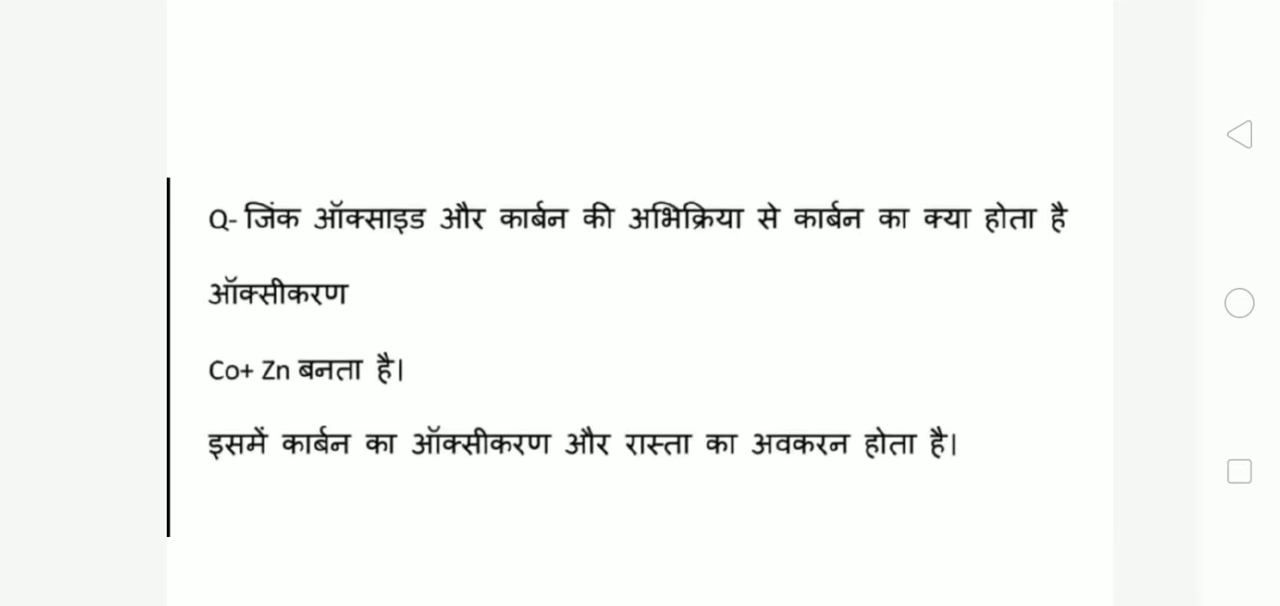 Q- जिंक ऑक्साइड और कार्बन की अभिक्रिया से कार्बन का क्या होता है
ऑक्सीकरण
Co+ Zn बनता है।
इसमें कार्बन का ऑक्सीकरण और रास्ता का अवकरन होता है।